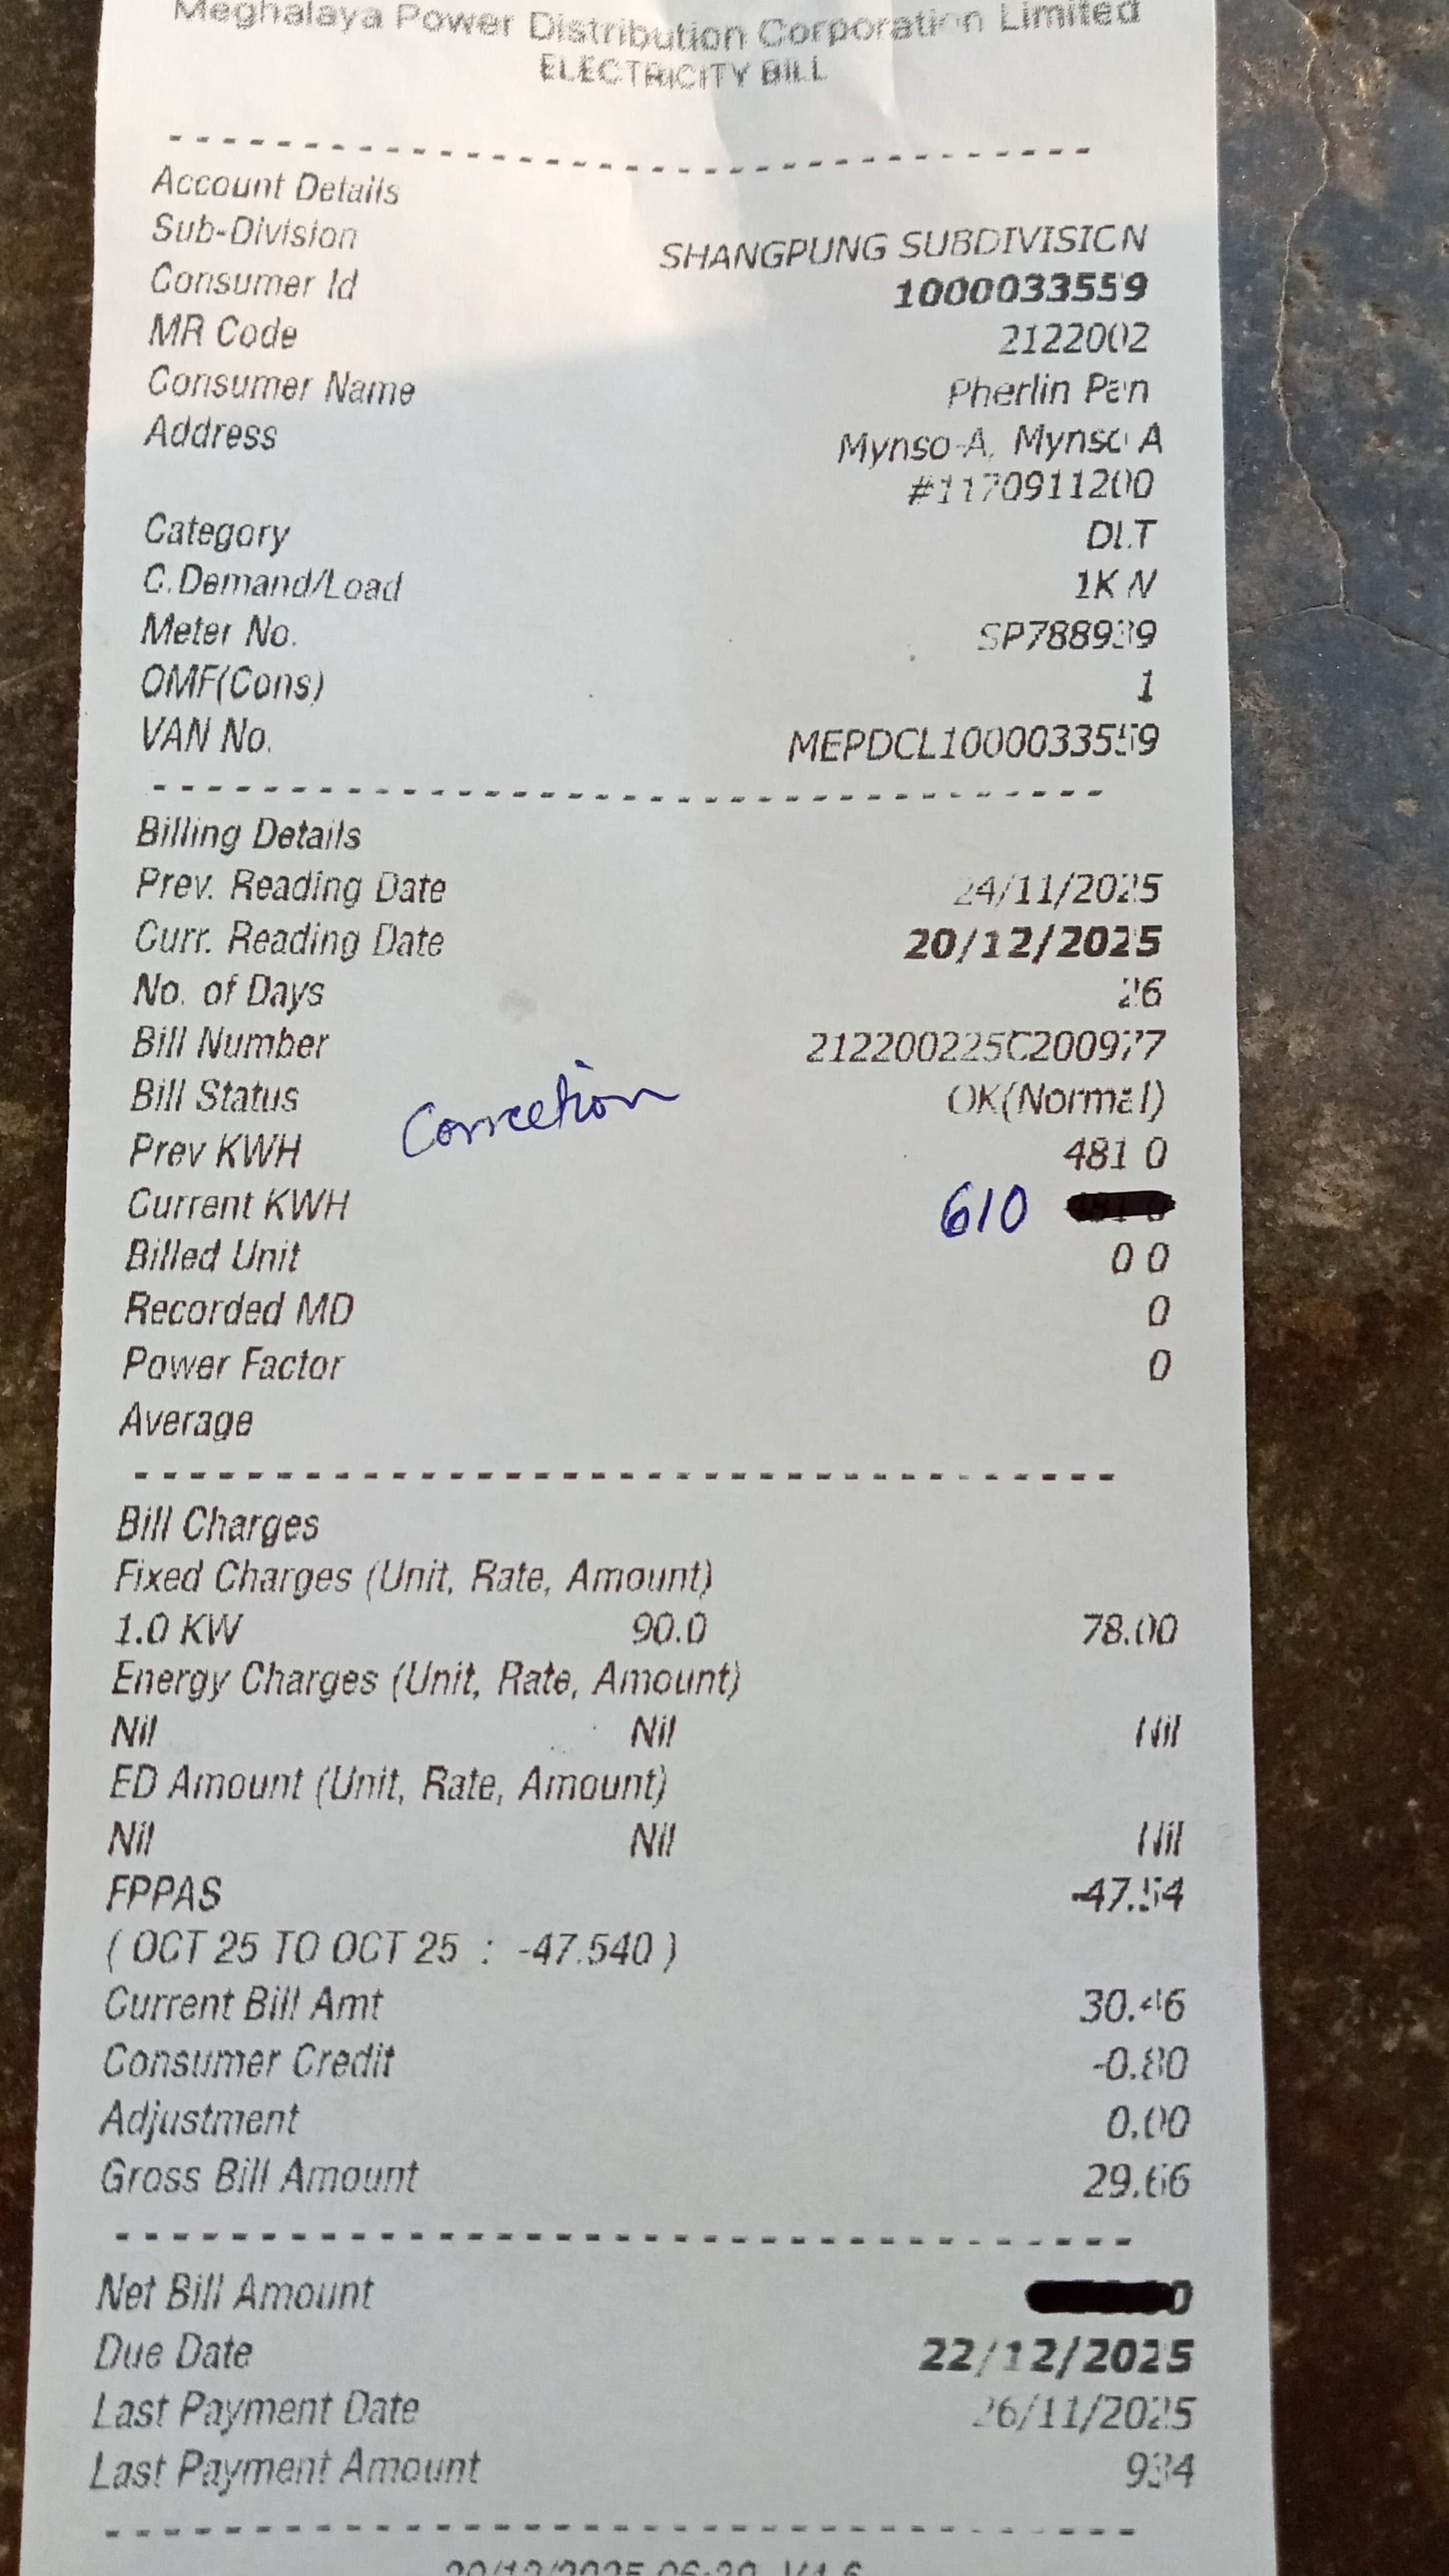 Meghalaya Power Distribution Corporation Limited
ELECTRICITY BILL
Account Details
Sub-Division SHANGPUNG SUBDIVISION
Consumer Id 1000033559
MR Code 2122002
Consumer Name Pherlin Pan
Address Mynso-A, Mynso A
#1170911200
Category DLT
C.Demand/Load 1KW
Meter No. SP788939
OMF(Cons) 1
VAN No. MEPDCL1000033559
Billing Details
Prev. Reading Date 24/11/2025
Curr. Reading Date 20/12/2025
No. of Days 26
Bill Number 212200225C200977
Bill Status OK(Normal)
Correction
Prev KWH 481.0
Current KWH 610
Billed Unit 0.0
Recorded MD 0
Power Factor 0
Average
Bill Charges
Fixed Charges (Unit, Rate, Amount)
1.0 KW 90.0 78.00
Energy Charges (Unit, Rate, Amount)
Nil Nil Nil
ED Amount (Unit, Rate, Amount)
Nil Nil Nil
FPPAS -47.54
( OCT 25 TO OCT 25 : -47.540 )
Current Bill Amt 30.46
Consumer Credit -0.80
Adjustment 0.00
Gross Bill Amount 29.66
Net Bill Amount
Due Date 22/12/2025
Last Payment Date 26/11/2025
Last Payment Amount 934